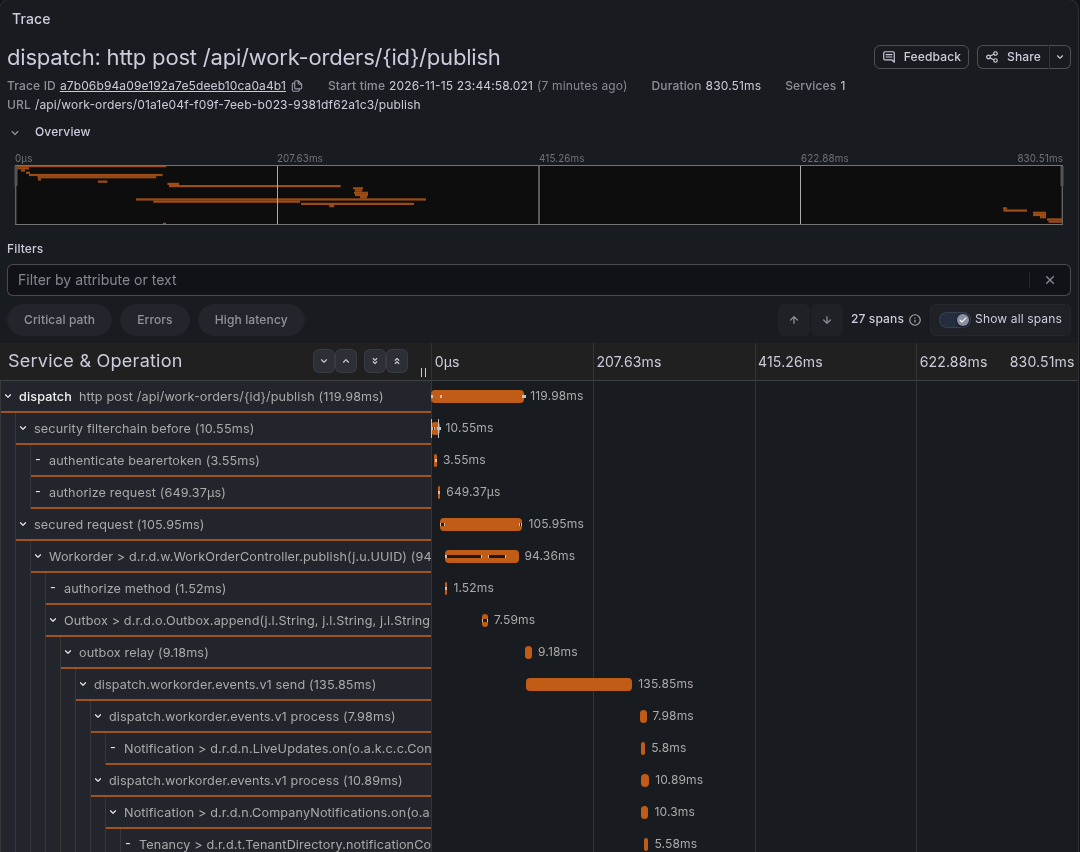 Trace
dispatch: http post /api/work-orders/{id}/publish
Feedback
Share
Trace ID a7b06b94a09e192a7e5deeb10ca0a4b1 Start time 2026-11-15 23:44:58.021 (7 minutes ago) Duration 830.51ms Services 1
URL /api/work-orders/01a1e04f-f09f-7eeb-b023-9381df62a1c3/publish
Overview
0µs 207.63ms 415.26ms 622.88ms 830.51ms
Filters
Filter by attribute or text
Critical path Errors High latency 27 spans Show all spans
Service & Operation 0µs 207.63ms 415.26ms 622.88ms 830.51ms
dispatch http post /api/work-orders/{id}/publish (119.98ms) 119.98ms
security filterchain before (10.55ms) 10.55ms
authenticate bearertoken (3.55ms) 3.55ms
authorize request (649.37µs) 649.37µs
secured request (105.95ms) 105.95ms
Workorder > d.r.d.w.WorkOrderController.publish(j.u.UUID) (94 94.36ms
authorize method (1.52ms) 1.52ms
Outbox > d.r.d.o.Outbox.append(j.l.String, j.l.String, j.l.String 7.59ms
outbox relay (9.18ms) 9.18ms
dispatch.workorder.events.v1 send (135.85ms) 135.85ms
dispatch.workorder.events.v1 process (7.98ms) 7.98ms
Notification > d.r.d.n.LiveUpdates.on(o.a.k.c.c.Con 5.8ms
dispatch.workorder.events.v1 process (10.89ms) 10.89ms
Notification > d.r.d.n.CompanyNotifications.on(o.a 10.3ms
Tenancy > d.r.d.t.TenantDirectory.notificationCo 5.58ms